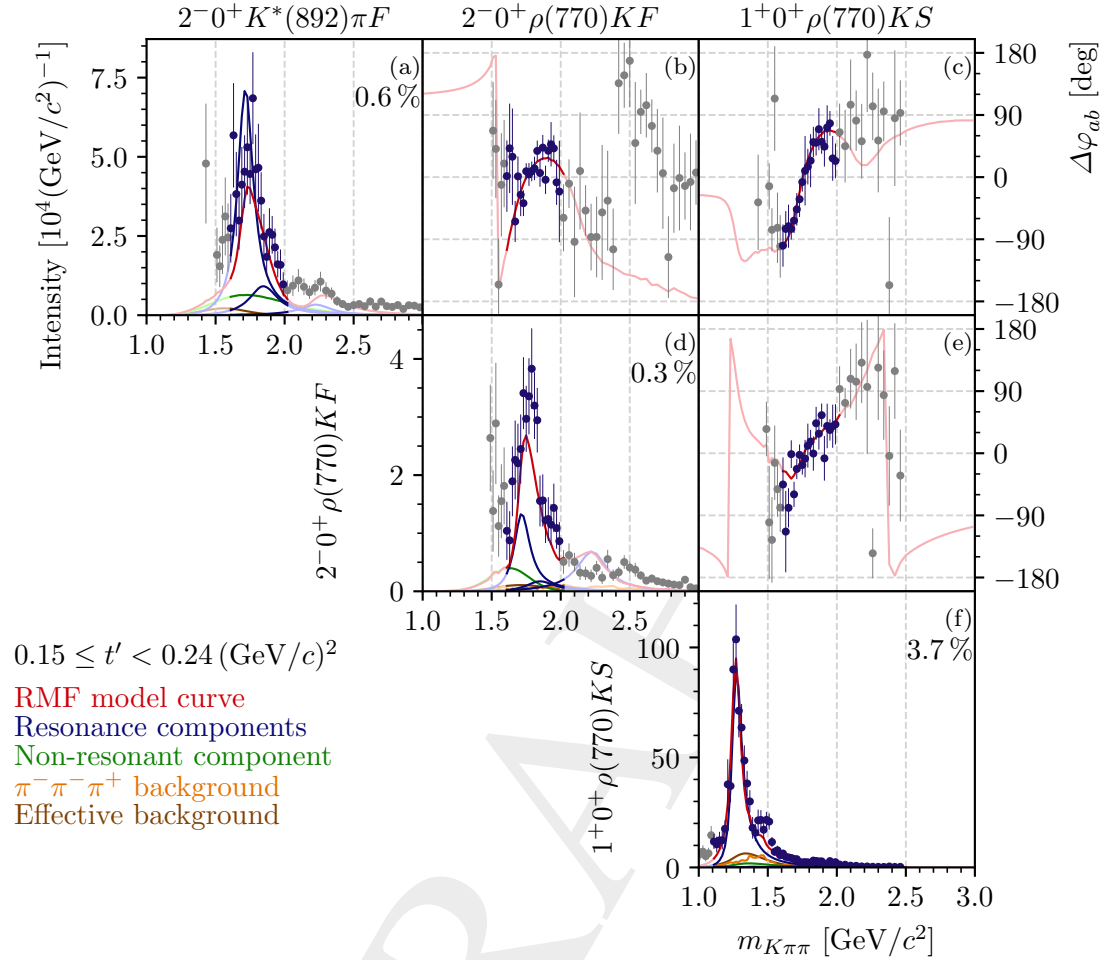 2⁻0⁺K*(892)πF 2⁻0⁺ρ(770)KF 1⁺0⁺ρ(770)KS
Intensity [10⁴(GeV/c²)⁻¹]
7.5
5.0
2.5
0.0
(a)
0.6 %
1.0 1.5 2.0 2.5
(b)
(c)
180
90
0
−90
−180
Δφ_ab [deg]
2⁻0⁺ρ(770)KF
4
2
0
(d)
0.3 %
1.0 1.5 2.0 2.5
(e)
180
90
0
−90
−180
1⁺0⁺ρ(770)KS
100
50
0
(f)
3.7 %
1.0 1.5 2.0 2.5 3.0
m_Kππ [GeV/c²]
0.15 ≤ t′ < 0.24 (GeV/c)²
RMF model curve
Resonance components
Non-resonant component
π⁻π⁻π⁺ background
Effective background